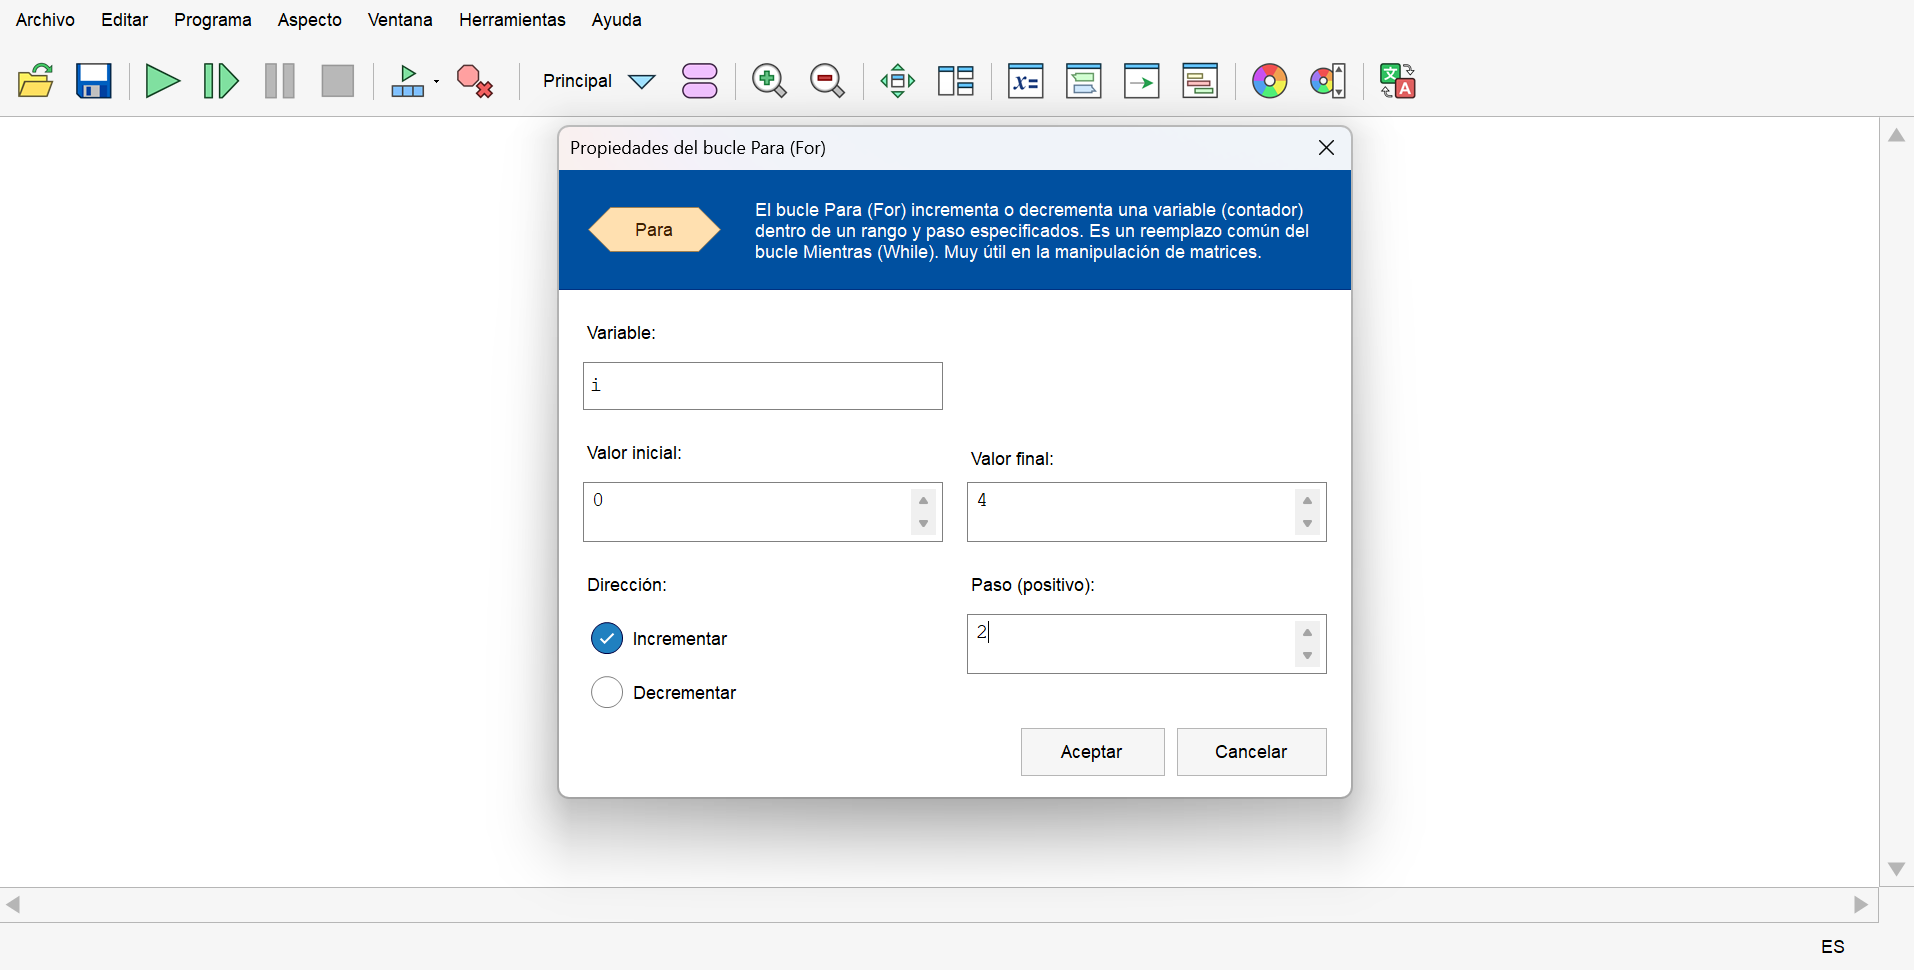 Archivo Editar Programa Aspecto Ventana Herramientas Ayuda
Principal
x=
文
A
Propiedades del bucle Para (For)
Para
El bucle Para (For) incrementa o decrementa una variable (contador)
dentro de un rango y paso especificados. Es un reemplazo común del
bucle Mientras (While). Muy útil en la manipulación de matrices.
Variable:
i
Valor inicial:
Valor final:
0
4
Dirección:
Paso (positivo):
Incrementar
2
Decrementar
Aceptar
Cancelar
ES